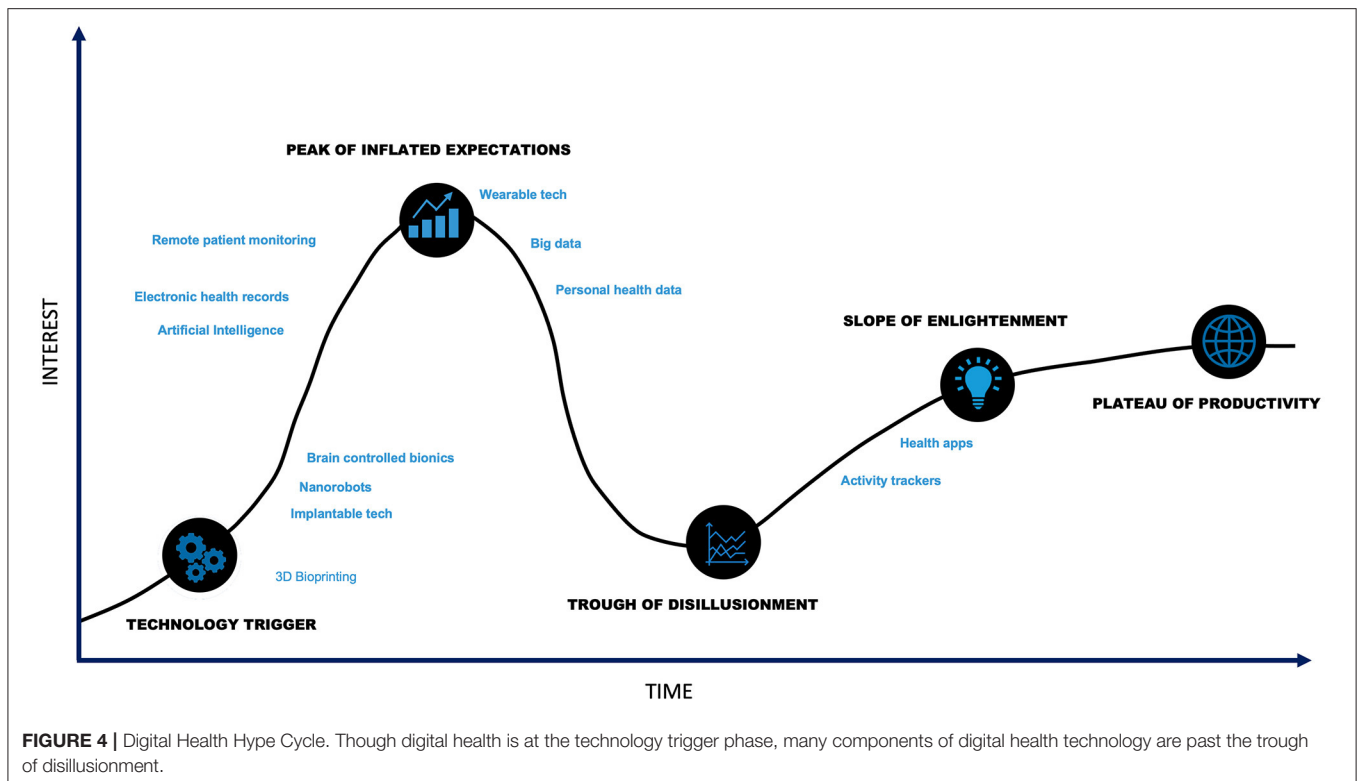 PEAK OF INFLATED EXPECTATIONS
Wearable tech
Remote patient monitoring
Big data
Personal health data
Electronic health records
Artificial Intelligence
SLOPE OF ENLIGHTENMENT
INTEREST
PLATEAU OF PRODUCTIVITY
Health apps
Brain controlled bionics
Activity trackers
Nanorobots
Implantable tech
3D Bioprinting
TROUGH OF DISILLUSIONMENT
TECHNOLOGY TRIGGER
TIME
FIGURE 4 | Digital Health Hype Cycle. Though digital health is at the technology trigger phase, many components of digital health technology are past the trough
of disillusionment.